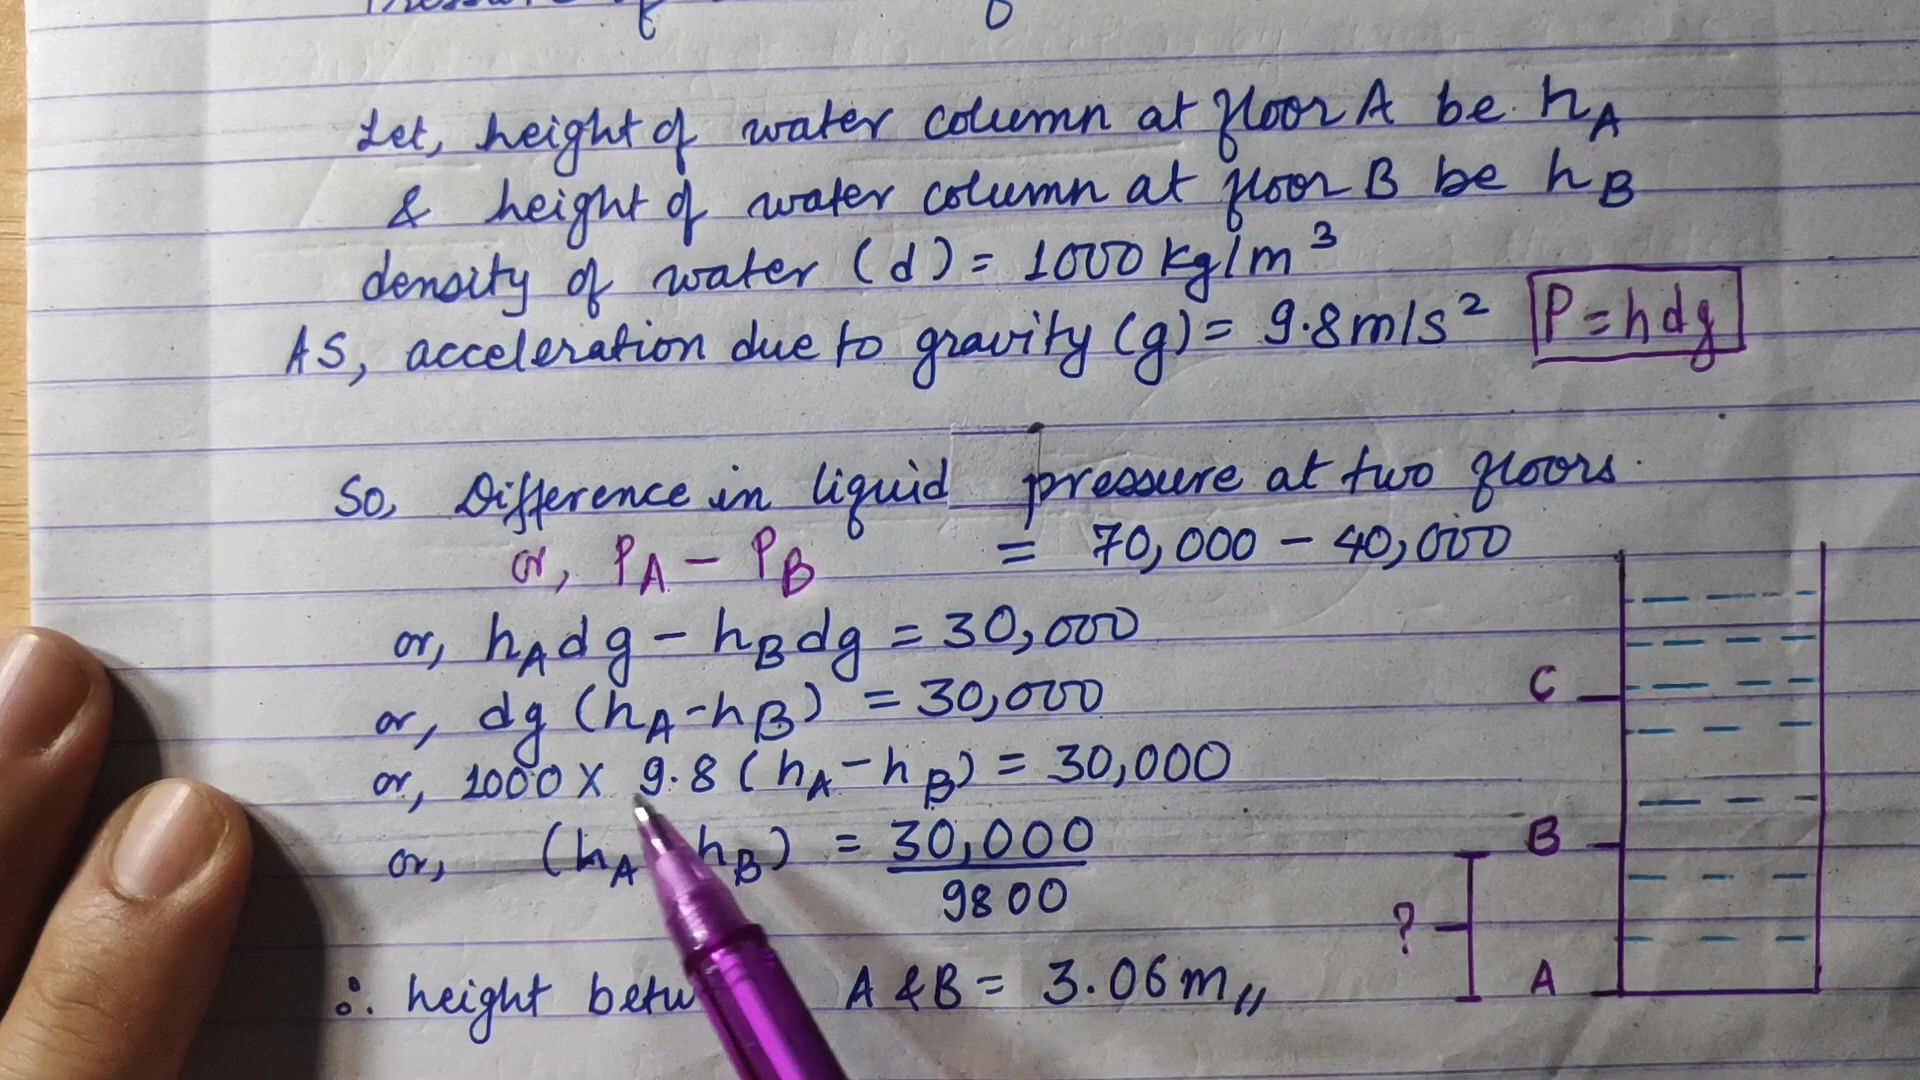 Pressure of
Let, height of water column at floor A be hA
& height of water column at floor B be hB
density of water (d) = 1000 kg/m³
As, acceleration due to gravity (g) = 9.8 m/s² P = hdg
So, Difference in liquid pressure at two floors.
or, PA - PB = 70,000 - 40,000
or, hAdg - hBdg = 30,000
or, dg (hA-hB) = 30,000
or, 1000 x 9.8 (hA-hB) = 30,000
or, (hA hB) = 30,000
9800
∴ height betw A & B = 3.06 m,,
C
B
?
A